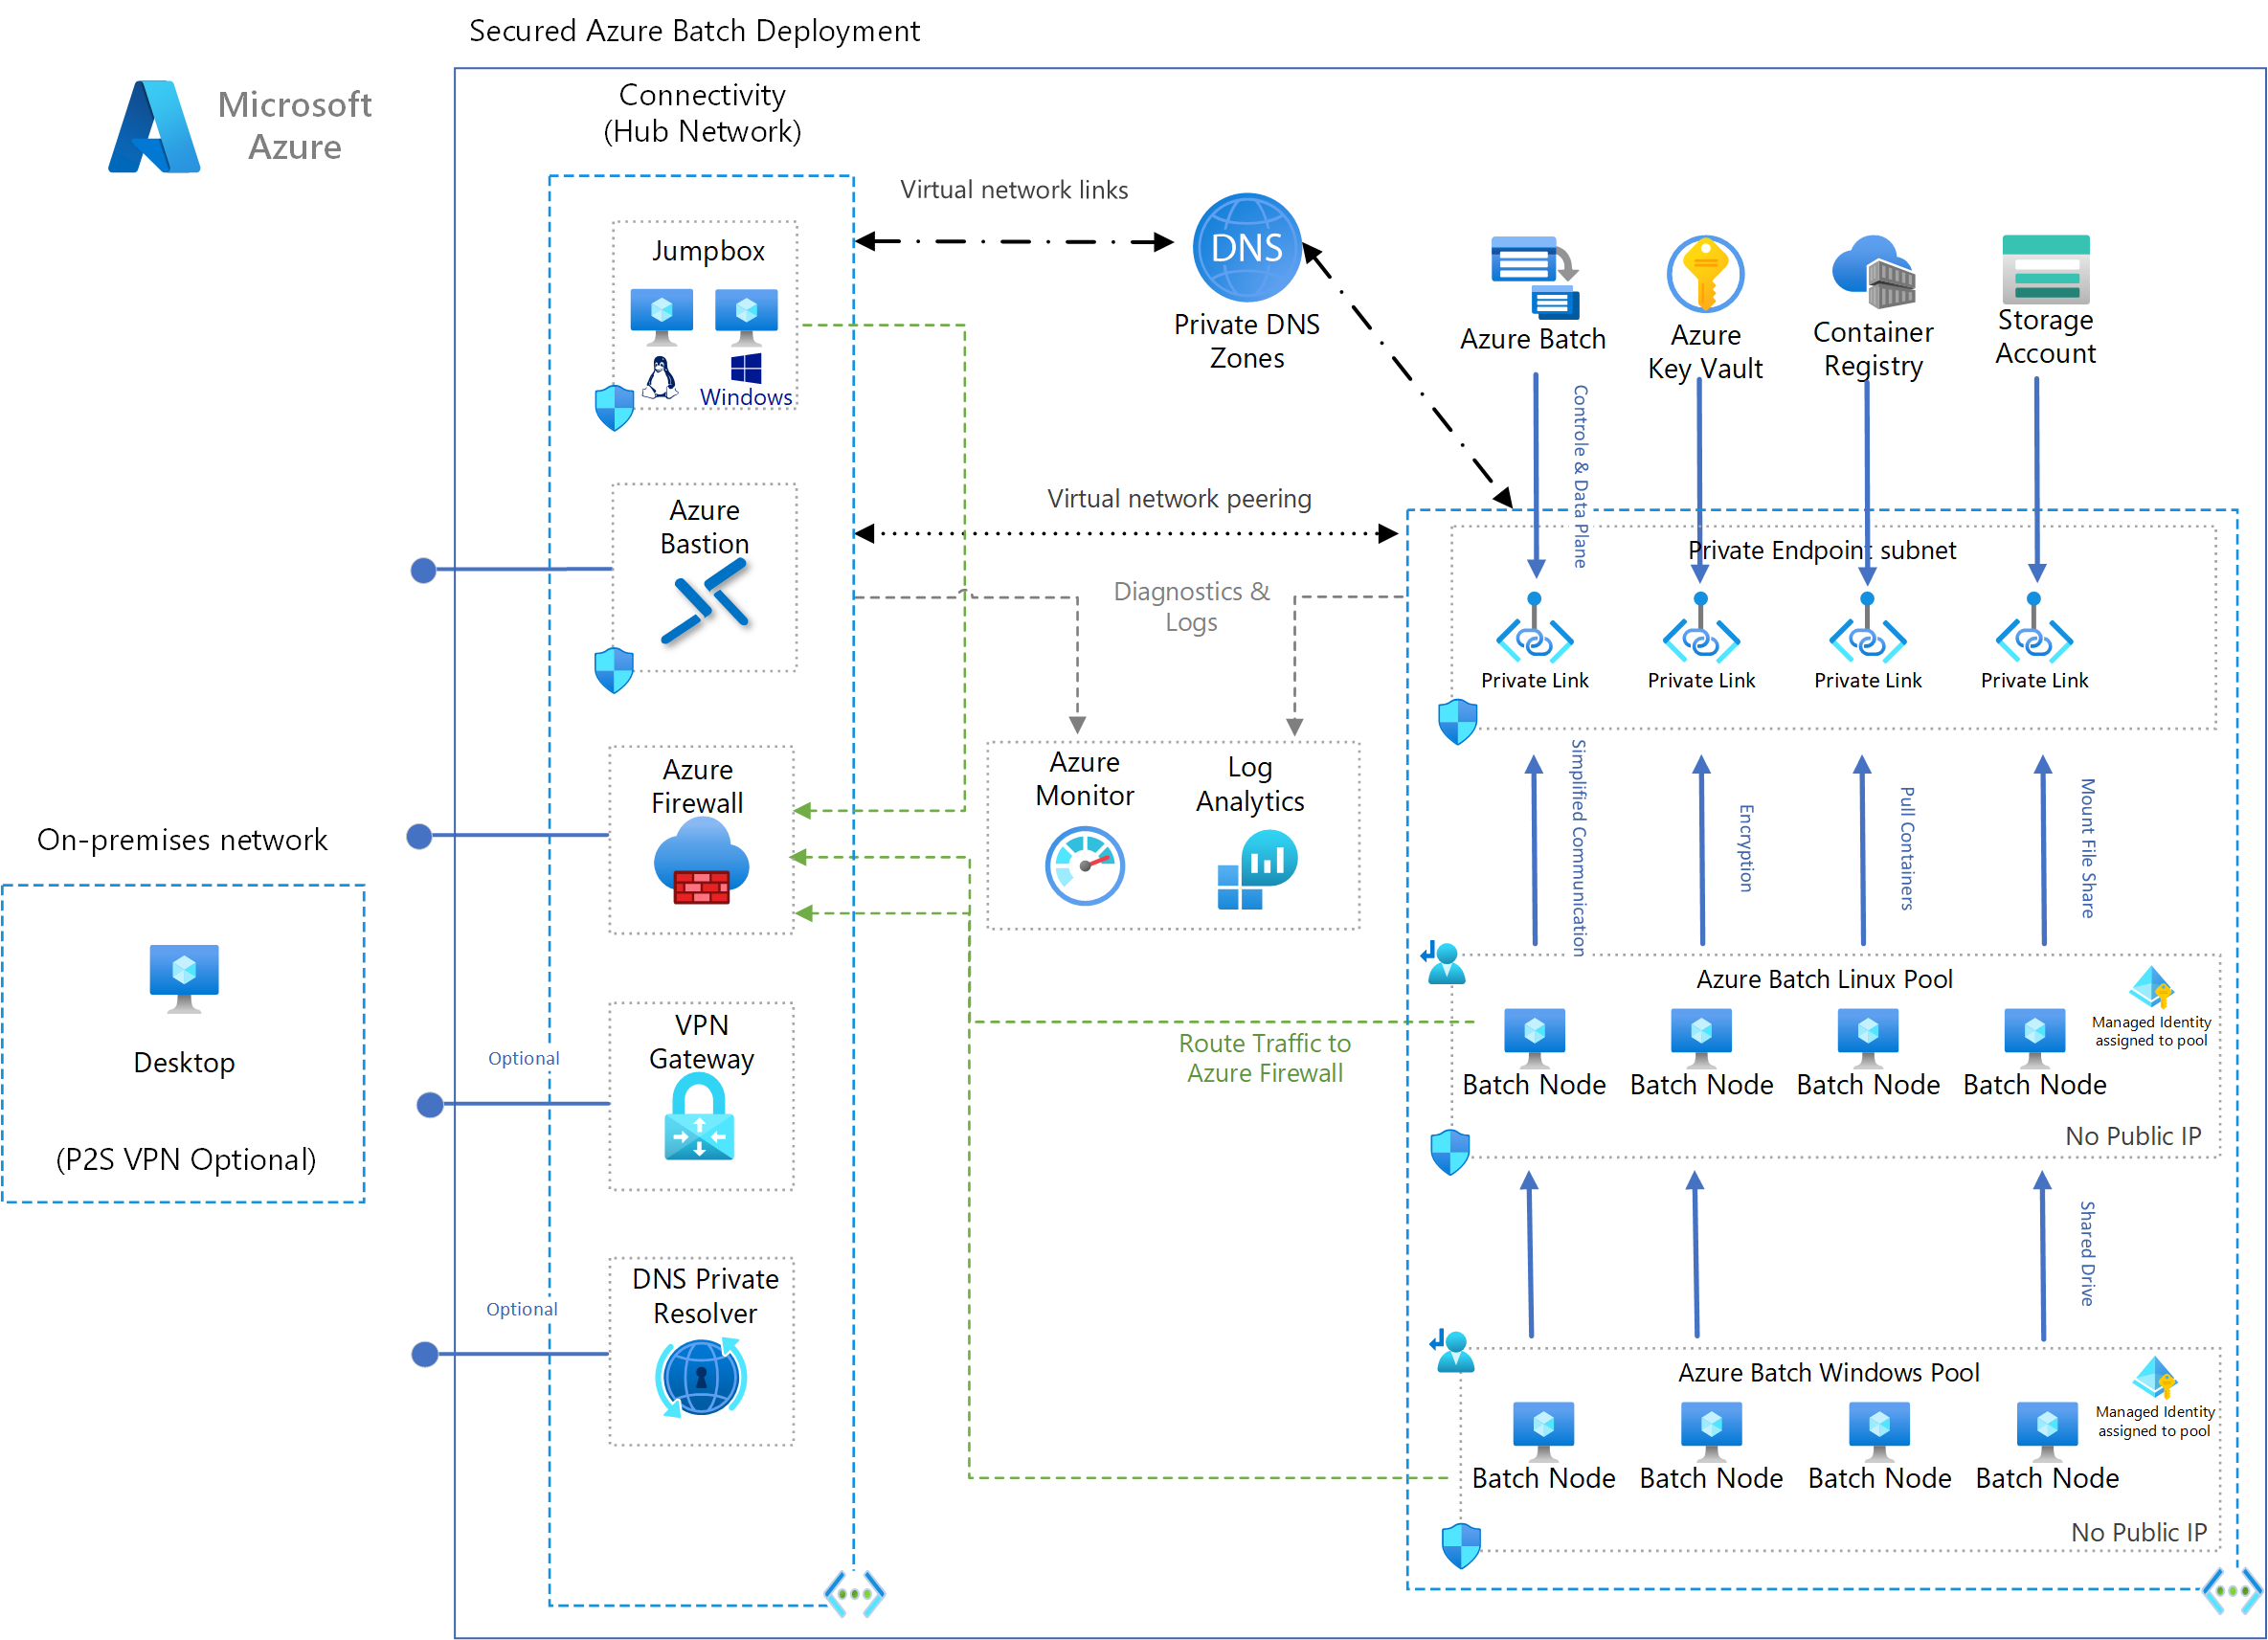 Secured Azure Batch Deployment
Microsoft
Azure
Connectivity
(Hub Network)
Virtual network links
Jumpbox
Windows
DNS
Private DNS
Zones
Azure Batch
Azure
Key Vault
Container
Registry
Storage
Account
Controle & Data Plane
Azure
Bastion
Virtual network peering
Diagnostics &
Logs
Private Endpoint subnet
Private Link
Private Link
Private Link
Private Link
Azure
Firewall
Azure
Monitor
Log
Analytics
Simplified Communication
Encryption
Pull Containers
Mount File Share
On-premises network
Desktop
(P2S VPN Optional)
Optional
VPN
Gateway
Route Traffic to
Azure Firewall
Azure Batch Linux Pool
Managed Identity
assigned to pool
Batch Node
Batch Node
Batch Node
Batch Node
No Public IP
Shared Drive
Optional
DNS Private
Resolver
Azure Batch Windows Pool
Managed Identity
assigned to pool
Batch Node
Batch Node
Batch Node
Batch Node
No Public IP